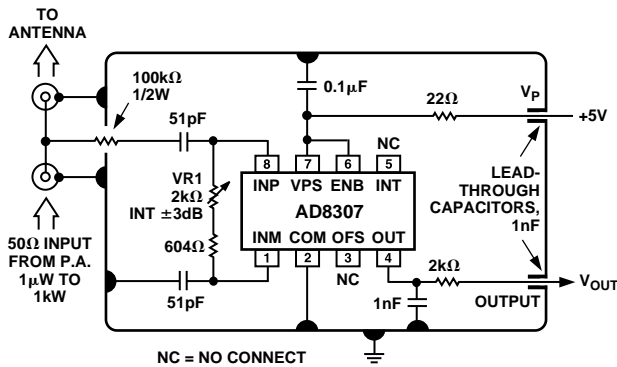 TO
ANTENNA
100kΩ
1/2W
51pF
0.1µF
22Ω
VP
+5V
NC
8
7
6
5
INP
VPS
ENB
INT
VR1
2kΩ
INT ±3dB
AD8307
LEAD-
THROUGH
CAPACITORS,
1nF
604Ω
INM
COM
OFS
OUT
1
2
3
4
NC
50Ω INPUT
FROM P.A.
1µW TO
1kW
51pF
1nF
2kΩ
OUTPUT
VOUT
NC = NO CONNECT